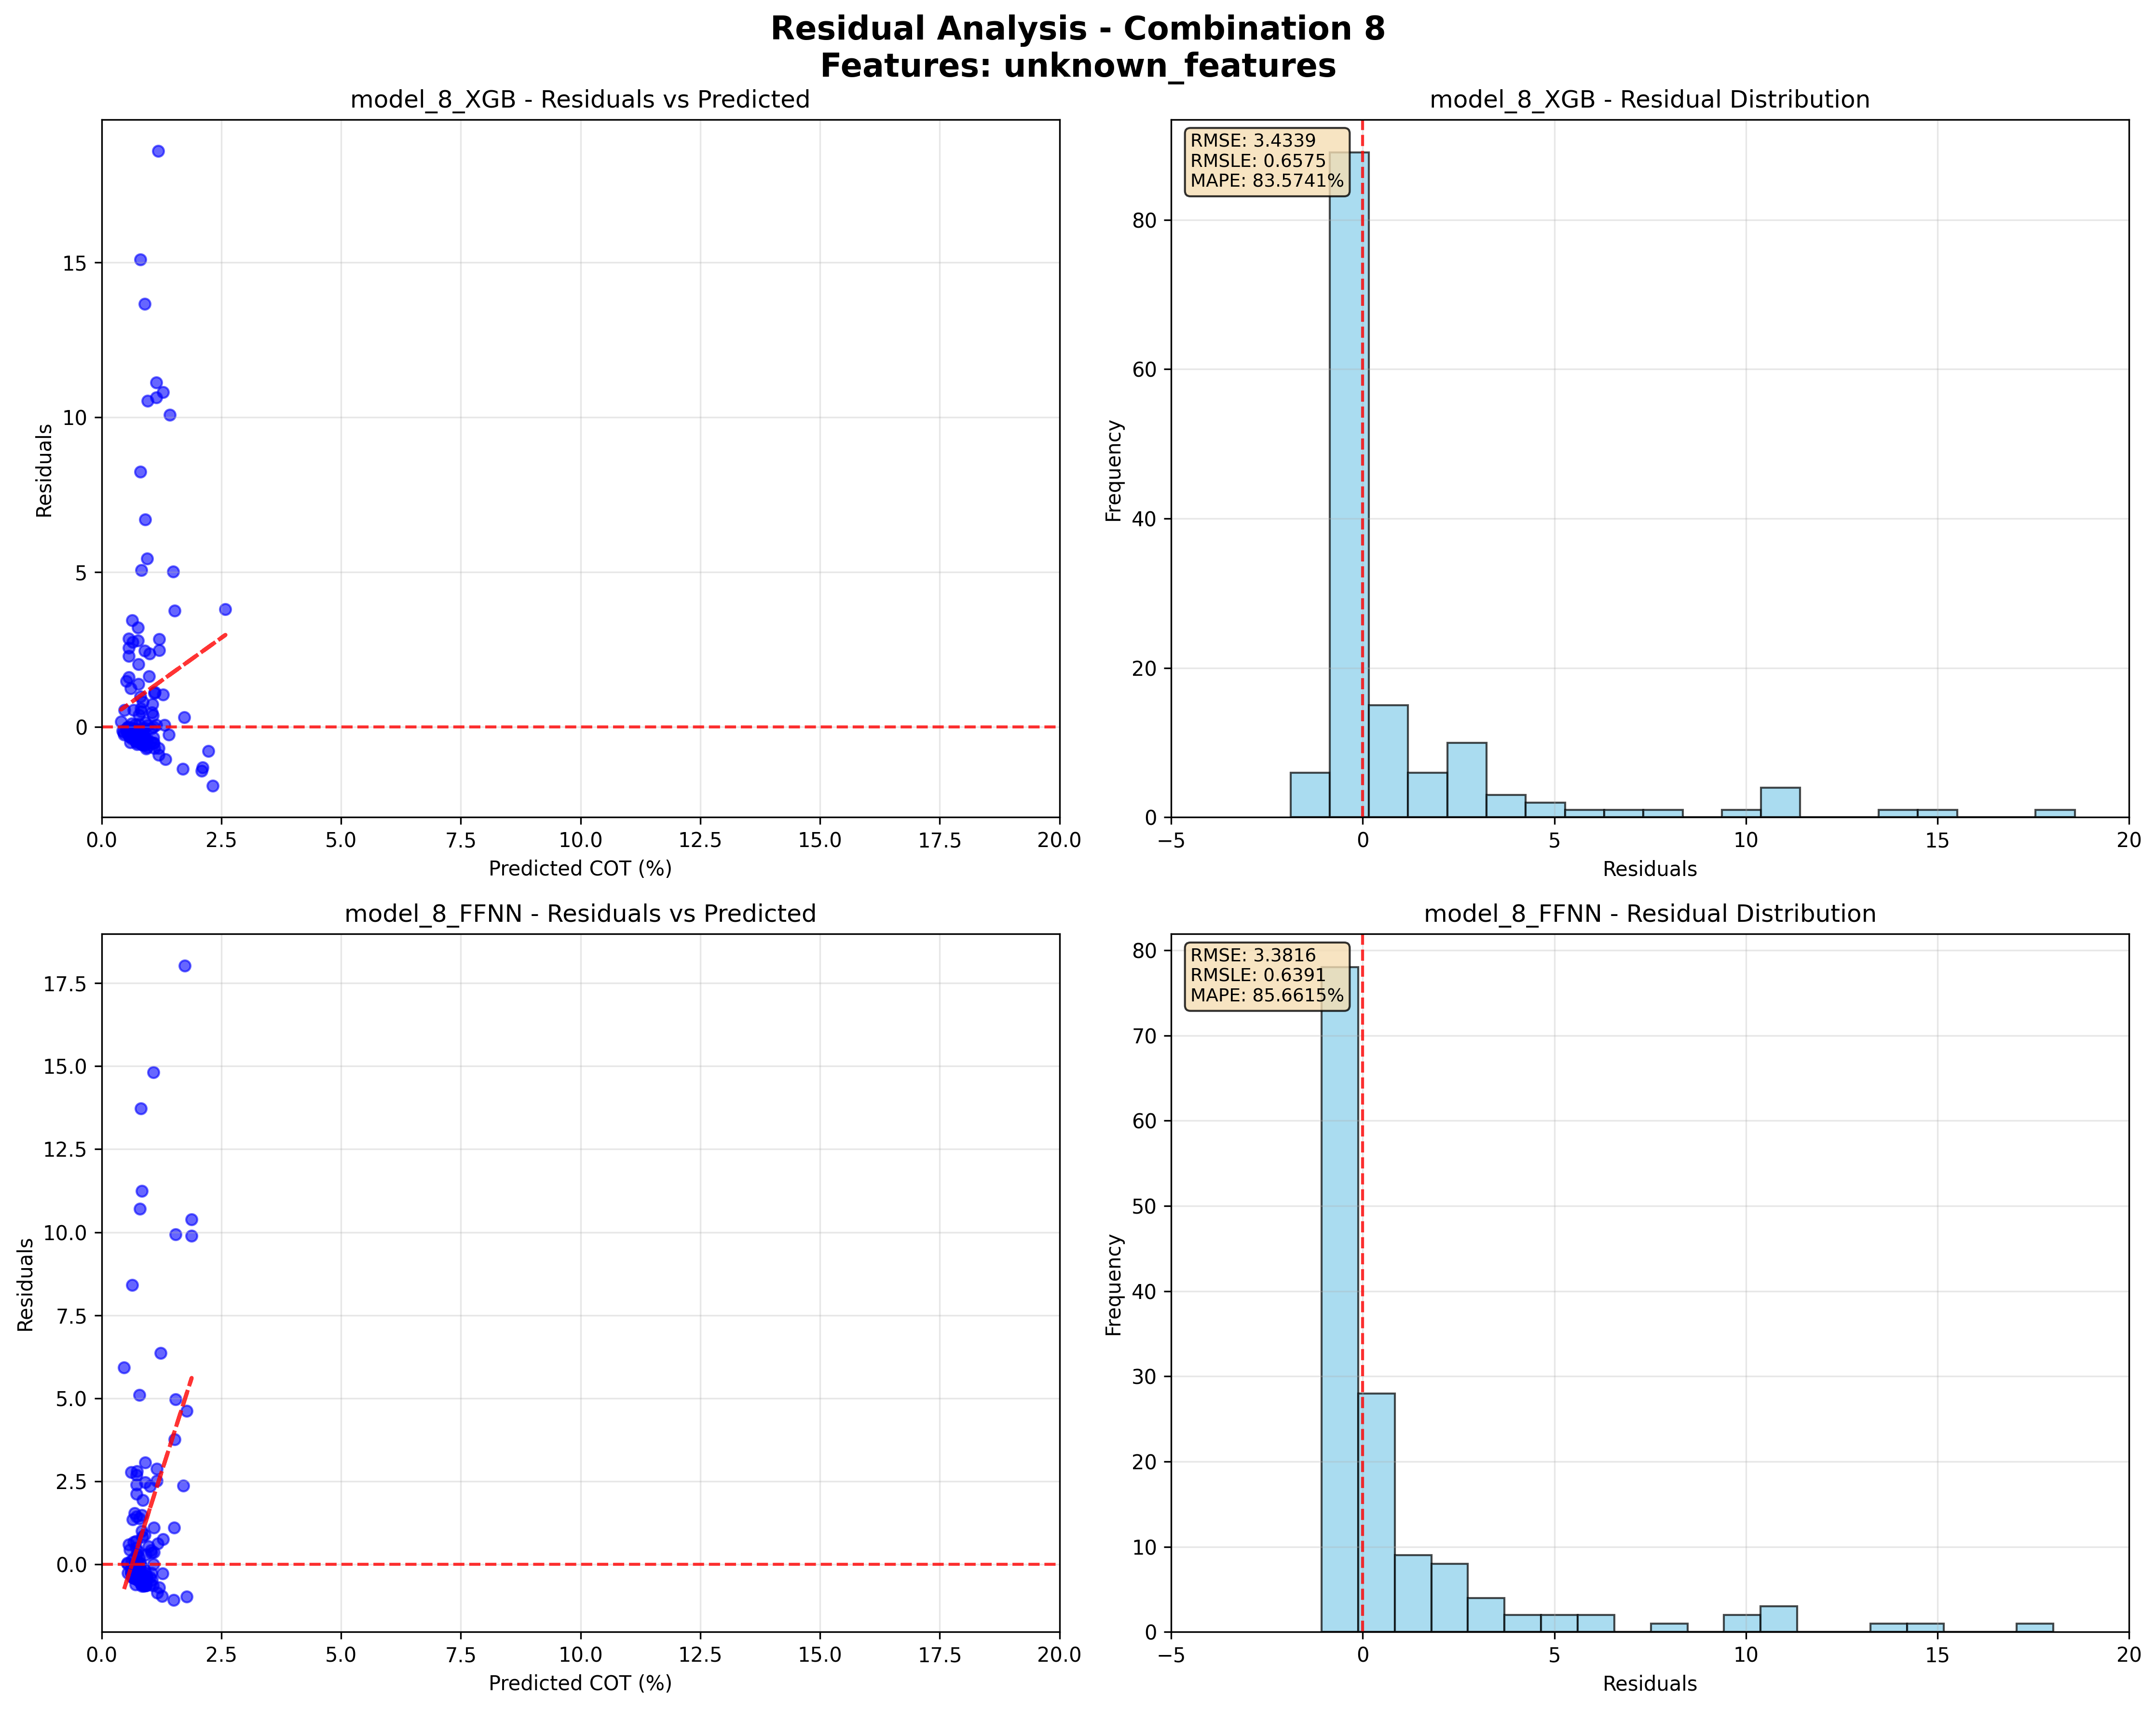 Residual Analysis - Combination 8
Features: unknown_features
model_8_XGB - Residuals vs Predicted
Residuals
15
10
5
0
0.0 2.5 5.0 7.5 10.0 12.5 15.0 17.5 20.0
Predicted COT (%)
model_8_XGB - Residual Distribution
RMSE: 3.4339
RMSLE: 0.6575
MAPE: 83.5741%
Frequency
80
60
40
20
0
−5 0 5 10 15 20
Residuals
model_8_FFNN - Residuals vs Predicted
Residuals
17.5
15.0
12.5
10.0
7.5
5.0
2.5
0.0
0.0 2.5 5.0 7.5 10.0 12.5 15.0 17.5 20.0
Predicted COT (%)
model_8_FFNN - Residual Distribution
RMSE: 3.3816
RMSLE: 0.6391
MAPE: 85.6615%
Frequency
80
70
60
50
40
30
20
10
0
−5 0 5 10 15 20
Residuals